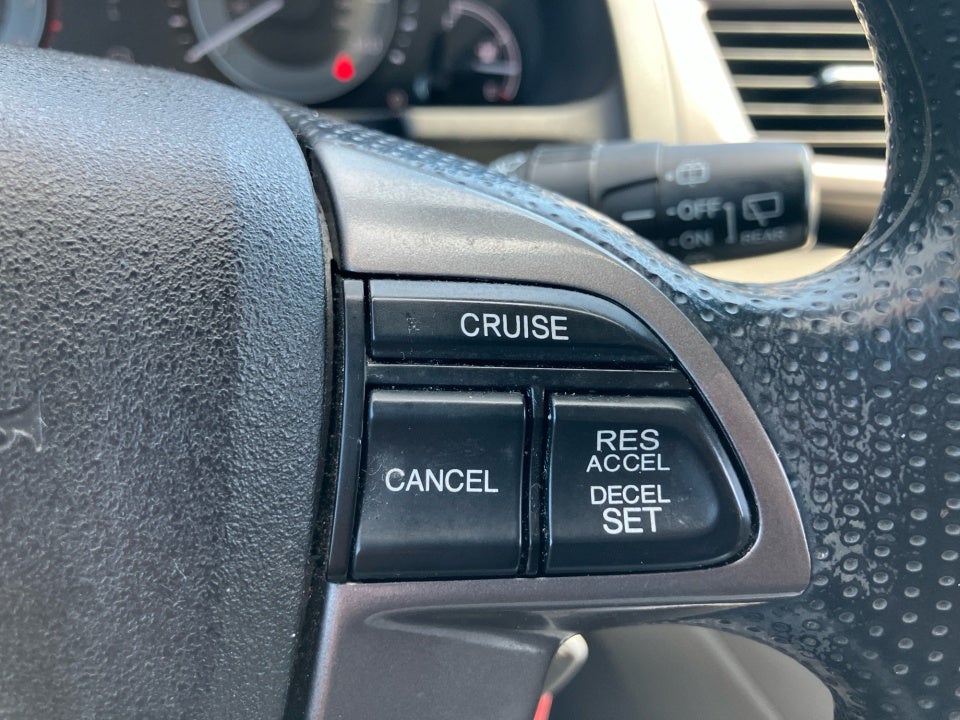 OFF
ON
REAR
CRUISE
CANCEL
RES
ACCEL
DECEL
SET